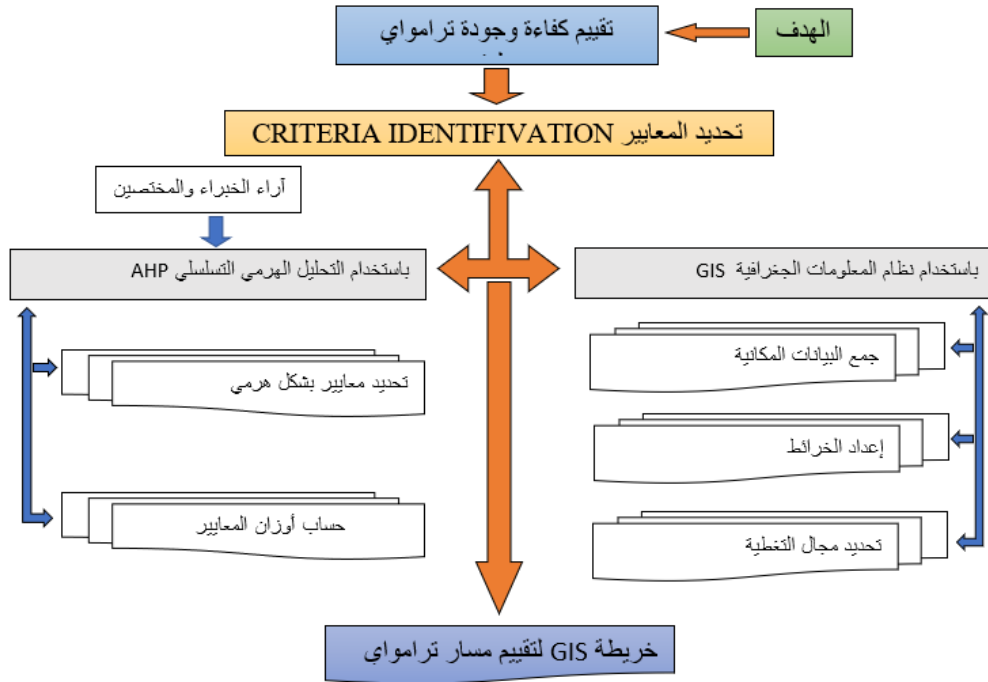 الهدف
تقييم كفاءة وجودة ترامواي
تحديد المعايير CRITERIA IDENTIFIVATION
آراء الخبراء والمختصين
باستخدام نظام المعلومات الجغرافية GIS
باستخدام التحليل الهرمي التسلسلي AHP
جمع البيانات المكانية
إعداد الخرائط
تحديد مجال التغطية
تحديد معايير بشكل هرمي
حساب أوزان المعايير
خريطة GIS لتقييم مسار ترامواي